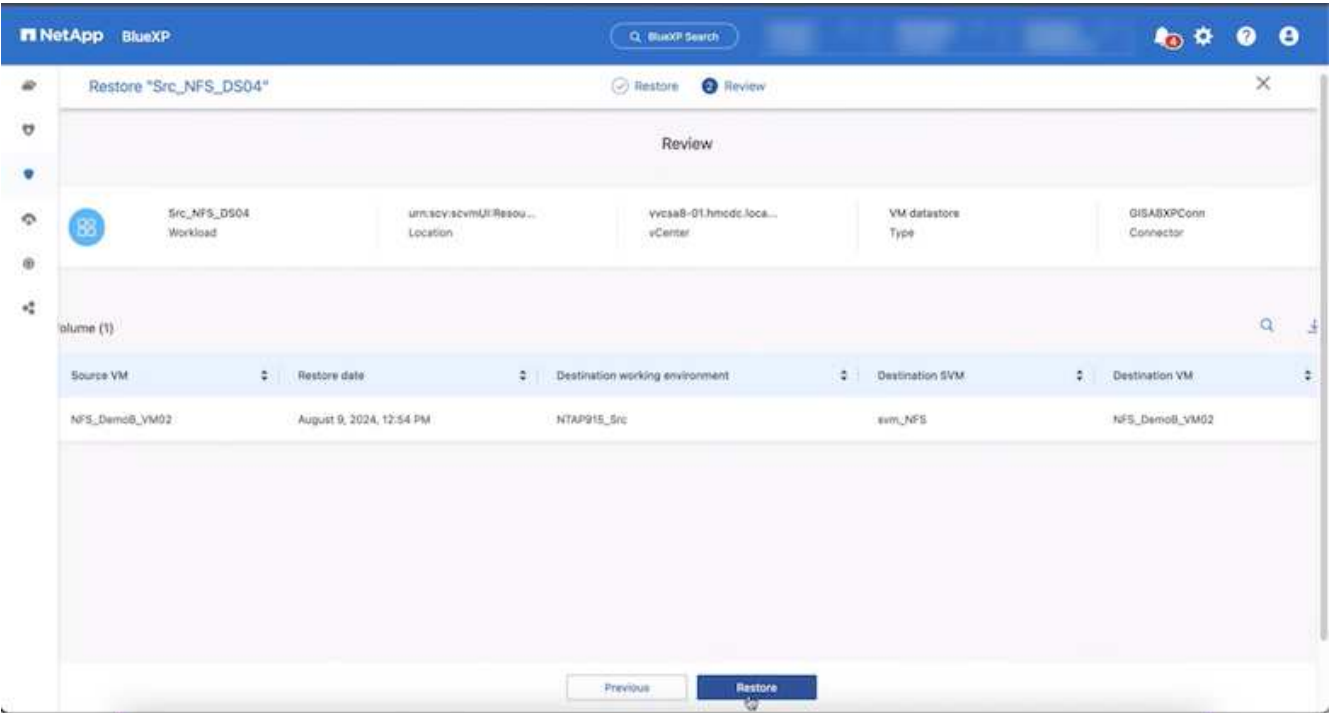 NetApp BlueXP BlueXP Search 4
Restore "Src_NFS_DS04" Restore 2 Review
Review
Src_NFS_DS04 urn:scv:scvmUI:Resou... vvcsa8-01.hmcdc.loca... VM datastore GISABXPConn
Workload Location vCenter Type Connector
olume (1)
Source VM Restore date Destination working environment Destination SVM Destination VM
NFS_DemoB_VM02 August 9, 2024, 12:54 PM NTAP915_Src svm_NFS NFS_DemoB_VM02
Previous Restore